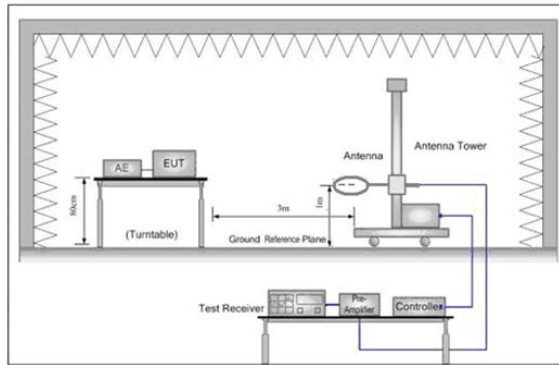 AE
EUT
80cm
(Turntable)
3m
1m
Antenna
Antenna Tower
Ground Reference Plane
Test Receiver
Pre-
Amplifier
Controller